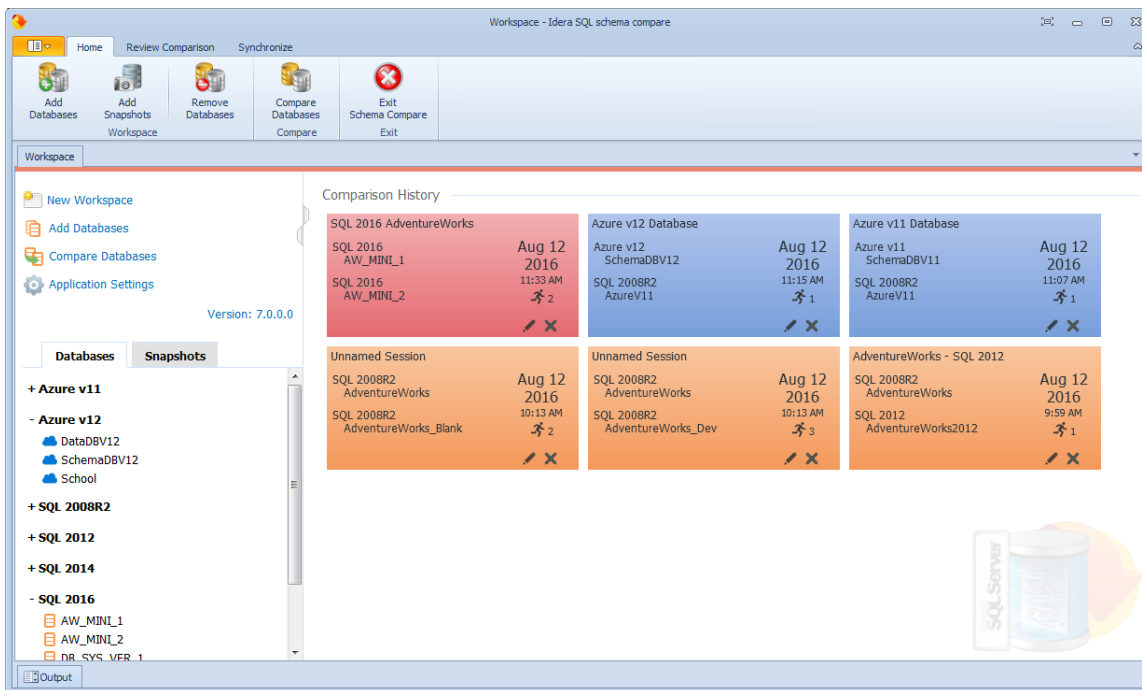 Workspace - Idera SQL schema compare
Home Review Comparison Synchronize
Add Databases
Add Snapshots
Remove Databases
Compare Databases
Exit Schema Compare
Workspace
Compare
Exit
Workspace
New Workspace
Add Databases
Compare Databases
Application Settings
Version: 7.0.0.0
Databases Snapshots
+ Azure v11
- Azure v12
DataDBV12
SchemaDBV12
School
+ SQL 2008R2
+ SQL 2012
+ SQL 2014
- SQL 2016
AW_MINI_1
AW_MINI_2
DB_SYS_VER_1
Comparison History
SQL 2016 AdventureWorks
SQL 2016
AW_MINI_1
SQL 2016
AW_MINI_2
Aug 12
2016
11:33 AM
2
Azure v12 Database
Azure v12
SchemaDBV12
SQL 2008R2
AzureV11
Aug 12
2016
11:15 AM
1
Azure v11 Database
Azure v11
SchemaDBV11
SQL 2008R2
AzureV11
Aug 12
2016
11:07 AM
1
Unnamed Session
SQL 2008R2
AdventureWorks
SQL 2008R2
AdventureWorks_Blank
Aug 12
2016
10:13 AM
2
Unnamed Session
SQL 2008R2
AdventureWorks
SQL 2008R2
AdventureWorks_Dev
Aug 12
2016
10:13 AM
3
AdventureWorks - SQL 2012
SQL 2008R2
AdventureWorks
SQL 2012
AdventureWorks2012
Aug 12
2016
9:59 AM
1
SQL Server
Output